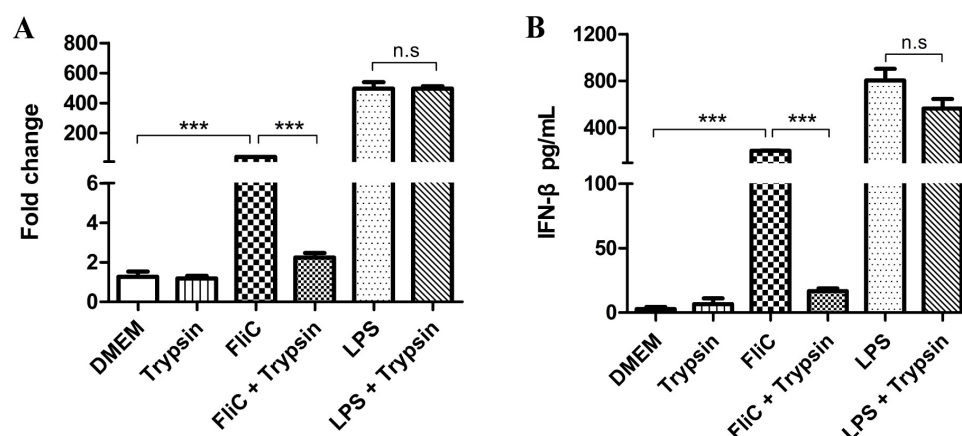 A
Fold change
800
600
400
200
6
4
2
0
n.s
*** ***
DMEM
Trypsin
FliC
FliC + Trypsin
LPS
LPS + Trypsin
B
IFN-β pg/mL
1200
800
400
100
50
0
n.s
*** ***
DMEM
Trypsin
FliC
FliC + Trypsin
LPS
LPS + Trypsin